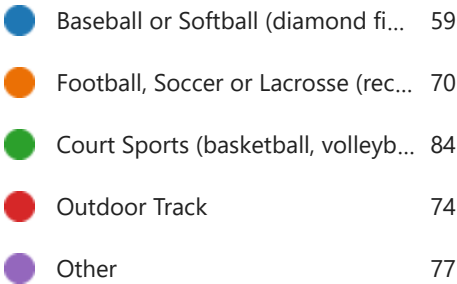 Baseball or Softball (diamond fi... 59
Football, Soccer or Lacrosse (rec... 70
Court Sports (basketball, volleyb... 84
Outdoor Track 74
Other 77